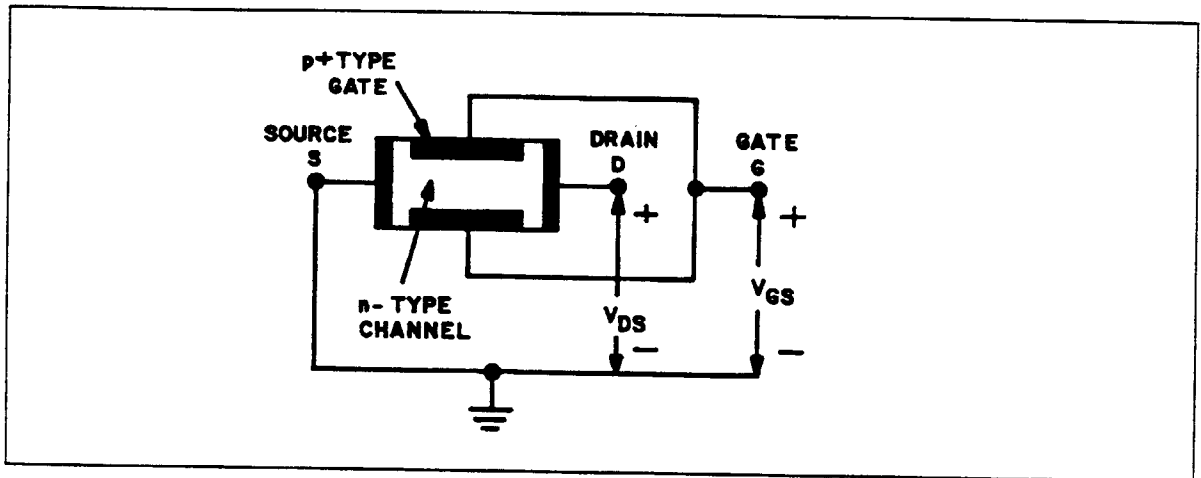 p+TYPE
GATE
SOURCE
S
DRAIN
D
GATE
G
+
+
n- TYPE
CHANNEL
VDS
VGS
−
−